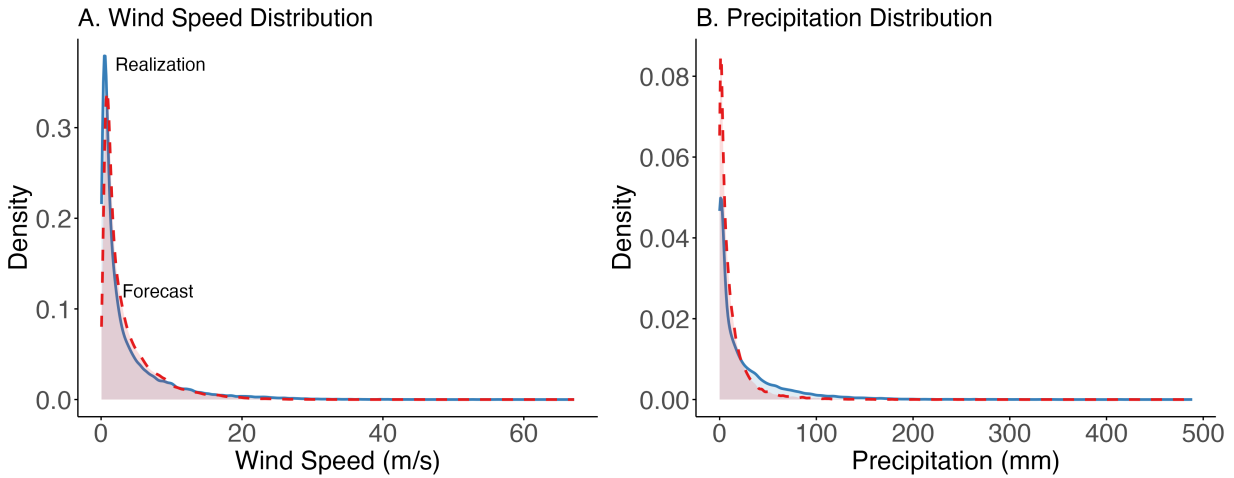 A. Wind Speed Distribution
Realization
Forecast
Density
0.3
0.2
0.1
0.0
0 20 40 60
Wind Speed (m/s)
B. Precipitation Distribution
Density
0.08
0.06
0.04
0.02
0.00
0 100 200 300 400 500
Precipitation (mm)